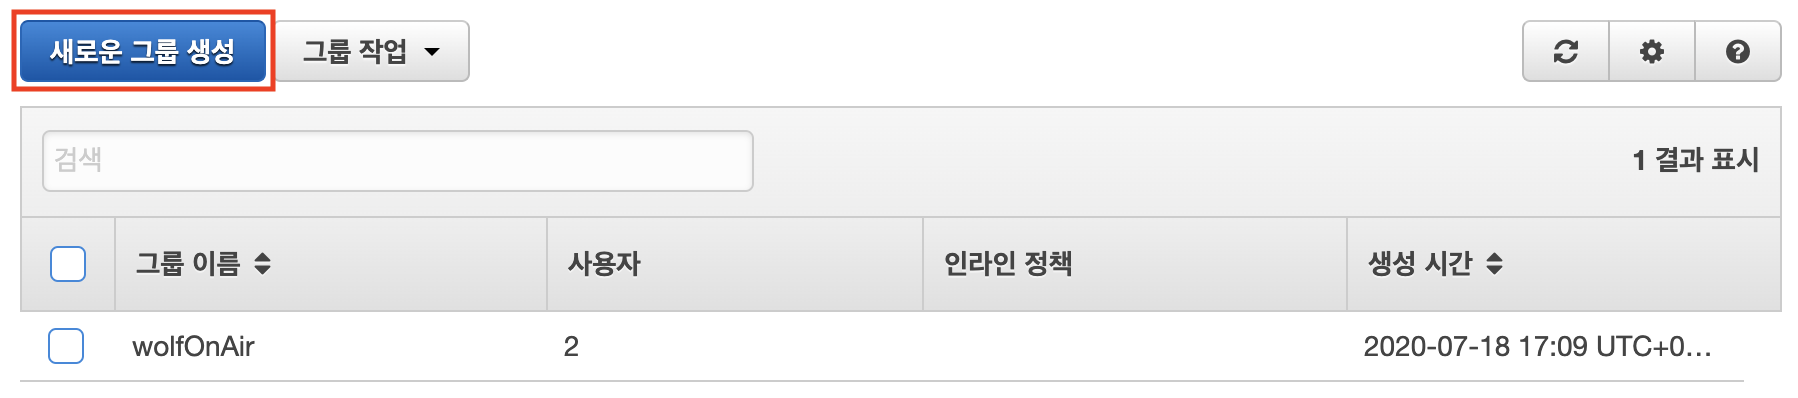 새로운 그룹 생성 그룹 작업
검색
1 결과 표시
그룹 이름 사용자 인라인 정책 생성 시간
wolfOnAir 2 2020-07-18 17:09 UTC+0...